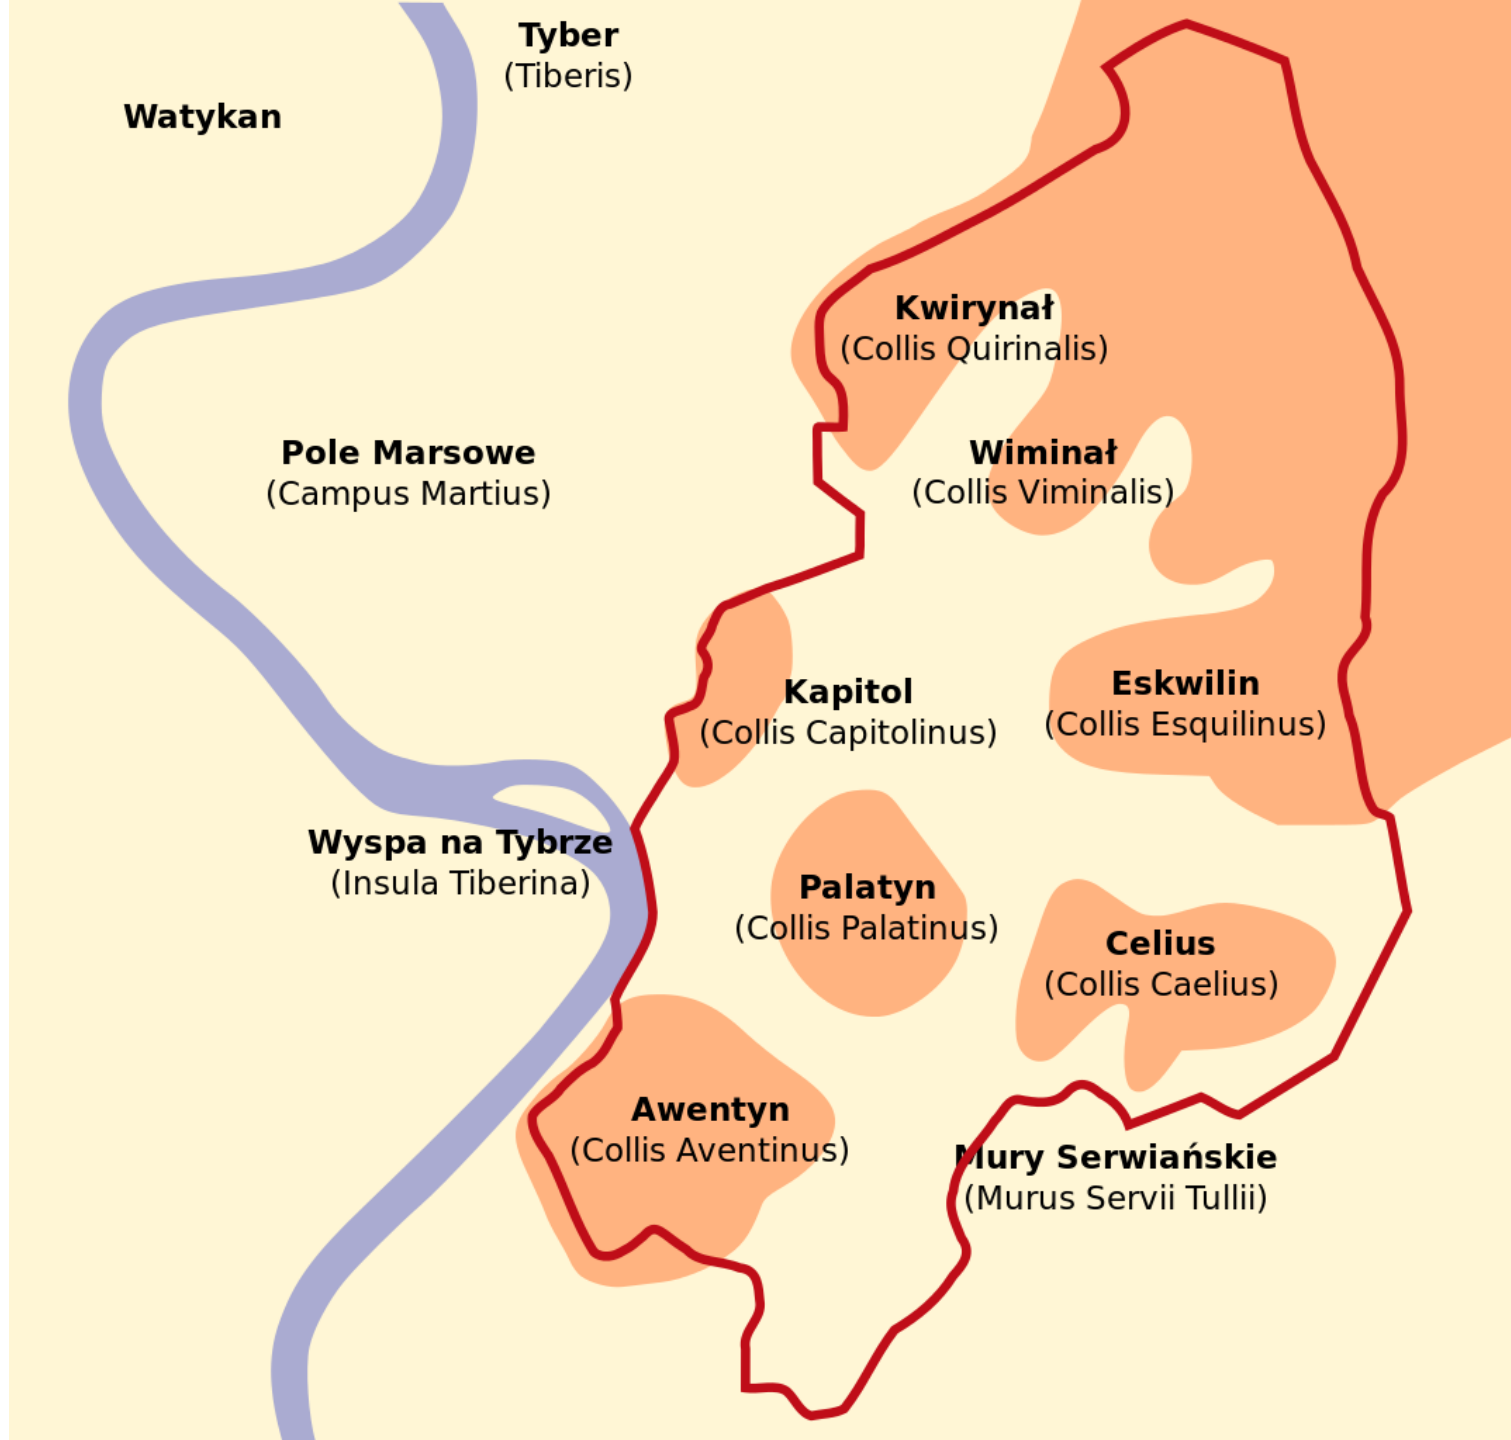 Tyber
(Tiberis)
Watykan
Kwirynał
(Collis Quirinalis)
Pole Marsowe
(Campus Martius)
Wiminał
(Collis Viminalis)
Kapitol
(Collis Capitolinus)
Eskwilin
(Collis Esquilinus)
Wyspa na Tybrze
(Insula Tiberina)
Palatyn
(Collis Palatinus)
Celius
(Collis Caelius)
Awentyn
(Collis Aventinus)
Mury Serwiańskie
(Murus Servii Tullii)